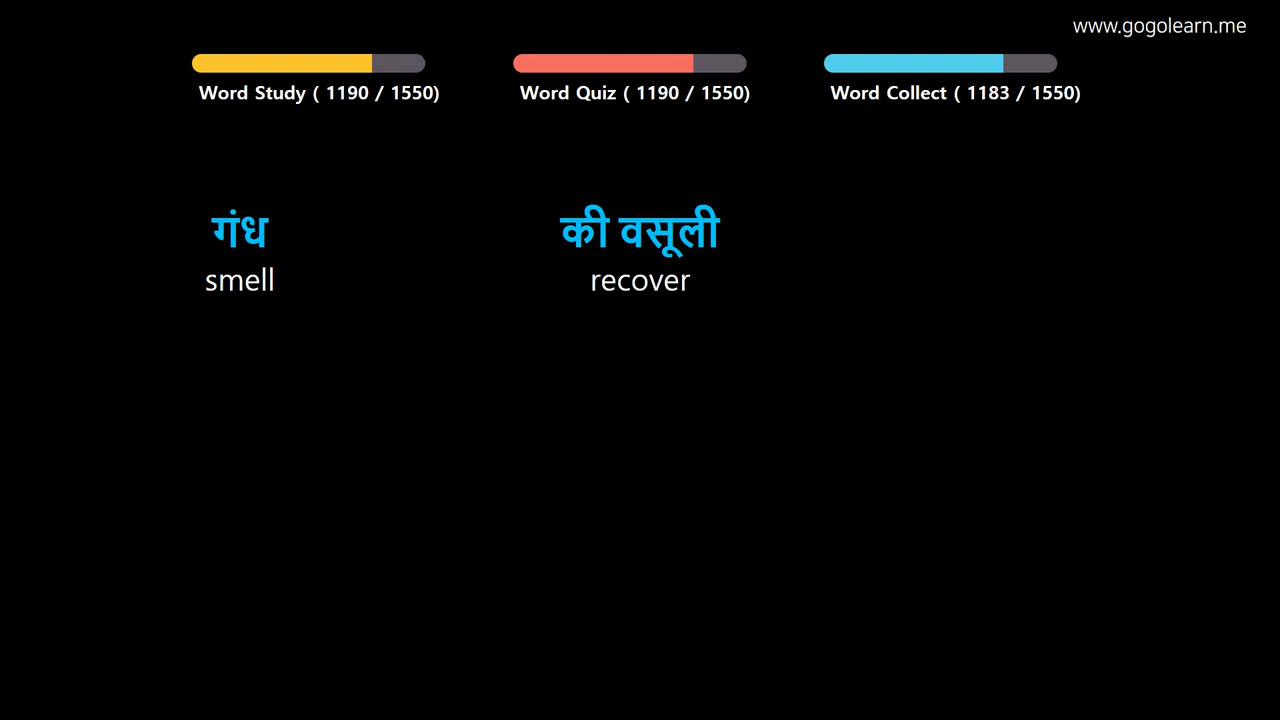 www.gogolearn.me
Word Study ( 1190 / 1550)
Word Quiz ( 1190 / 1550)
Word Collect ( 1183 / 1550)
गंध
की वसूली
smell
recover